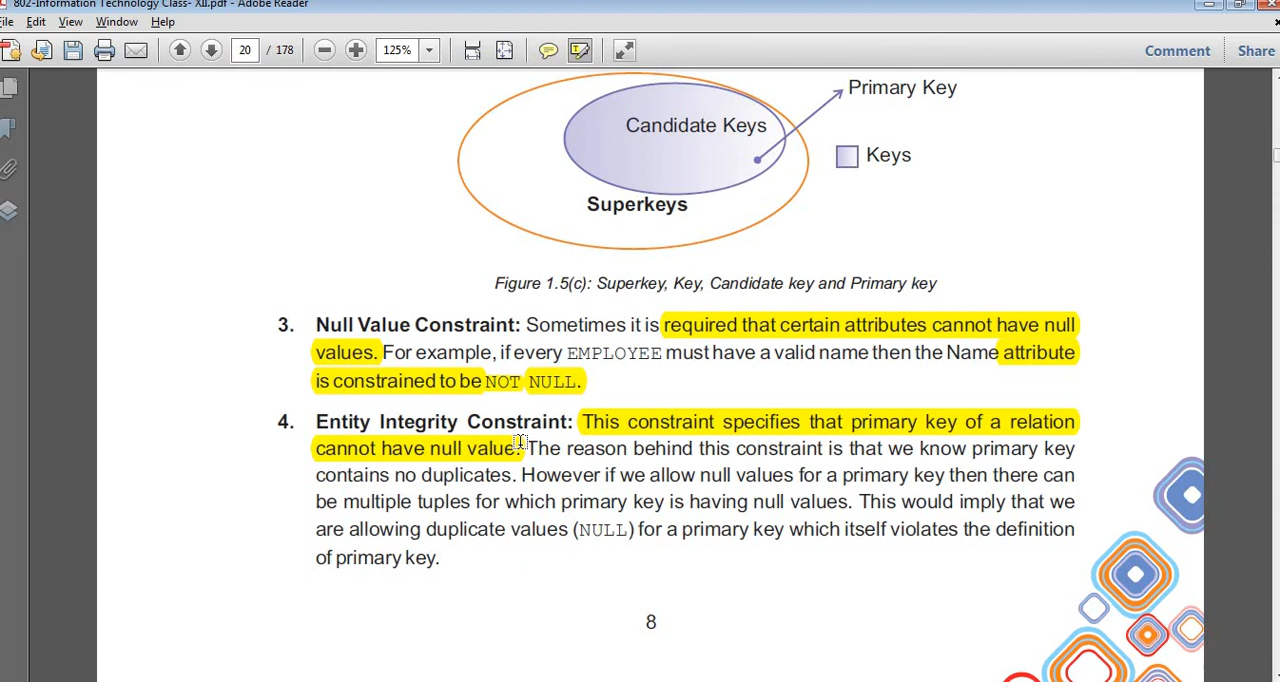 802-Information Technology Class- XII.pdf - Adobe Reader
File Edit View Window Help
20 / 178 125% Comment Share
Primary Key
Candidate Keys
Keys
Superkeys
Figure 1.5(c): Superkey, Key, Candidate key and Primary key
3. Null Value Constraint: Sometimes it is required that certain attributes cannot have null
values. For example, if every EMPLOYEE must have a valid name then the Name attribute
is constrained to be NOT NULL.
4. Entity Integrity Constraint: This constraint specifies that primary key of a relation
cannot have null value. The reason behind this constraint is that we know primary key
contains no duplicates. However if we allow null values for a primary key then there can
be multiple tuples for which primary key is having null values. This would imply that we
are allowing duplicate values (NULL) for a primary key which itself violates the definition
of primary key.
8